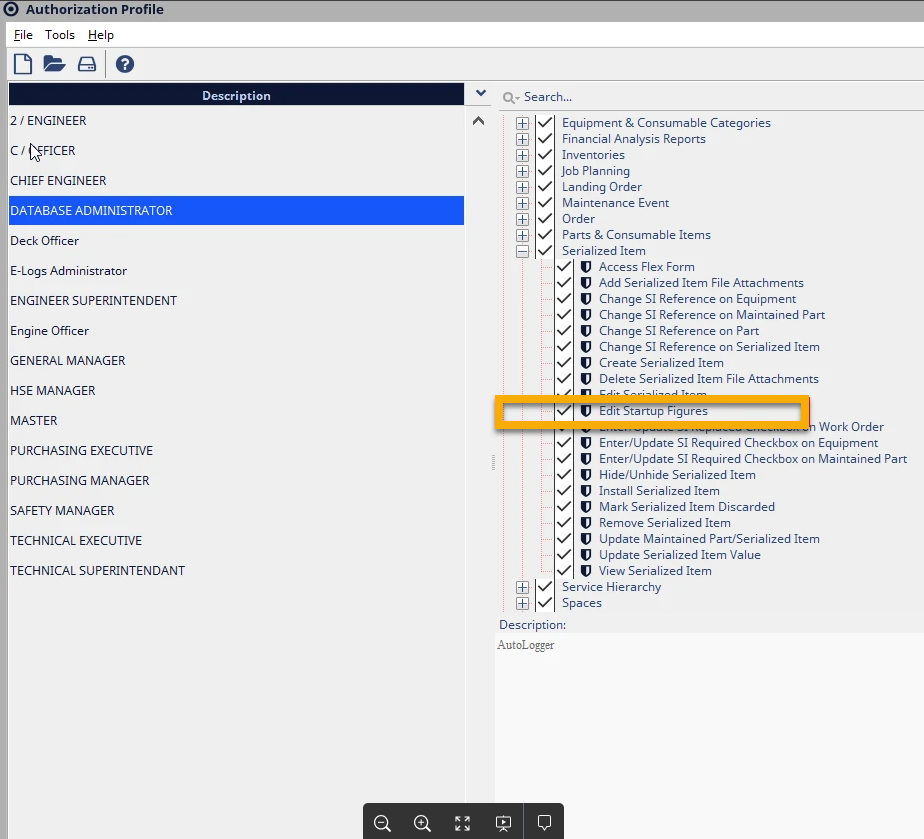 Authorization Profile
File Tools Help
Description
2 / ENGINEER
C / OFFICER
CHIEF ENGINEER
DATABASE ADMINISTRATOR
Deck Officer
E-Logs Administrator
ENGINEER SUPERINTENDENT
Engine Officer
GENERAL MANAGER
HSE MANAGER
MASTER
PURCHASING EXECUTIVE
PURCHASING MANAGER
SAFETY MANAGER
TECHNICAL EXECUTIVE
TECHNICAL SUPERINTENDANT
Search...
Equipment & Consumable Categories
Financial Analysis Reports
Inventories
Job Planning
Landing Order
Maintenance Event
Order
Parts & Consumable Items
Serialized Item
Access Flex Form
Add Serialized Item File Attachments
Change SI Reference on Equipment
Change SI Reference on Maintained Part
Change SI Reference on Part
Change SI Reference on Serialized Item
Create Serialized Item
Delete Serialized Item File Attachments
Edit Serialized Item
Edit Startup Figures
Enter/Update SI Replaced Checkbox on Work Order
Enter/Update SI Required Checkbox on Equipment
Enter/Update SI Required Checkbox on Maintained Part
Hide/Unhide Serialized Item
Install Serialized Item
Mark Serialized Item Discarded
Remove Serialized Item
Update Maintained Part/Serialized Item
Update Serialized Item Value
View Serialized Item
Service Hierarchy
Spaces
Description:
AutoLogger